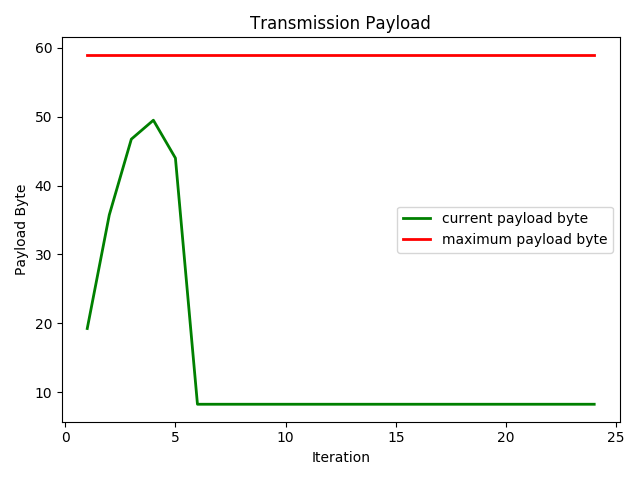 Transmission Payload
60
50
40
30
20
10
Payload Byte
current payload byte
maximum payload byte
0 5 10 15 20 25
Iteration